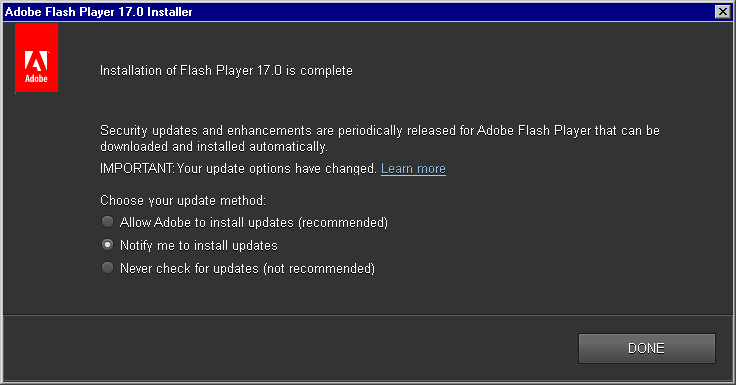 Adobe Flash Player 17.0 Installer
Adobe
Installation of Flash Player 17.0 is complete
Security updates and enhancements are periodically released for Adobe Flash Player that can be
downloaded and installed automatically.
IMPORTANT: Your update options have changed. Learn more
Choose your update method:
Allow Adobe to install updates (recommended)
Notify me to install updates
Never check for updates (not recommended)
DONE